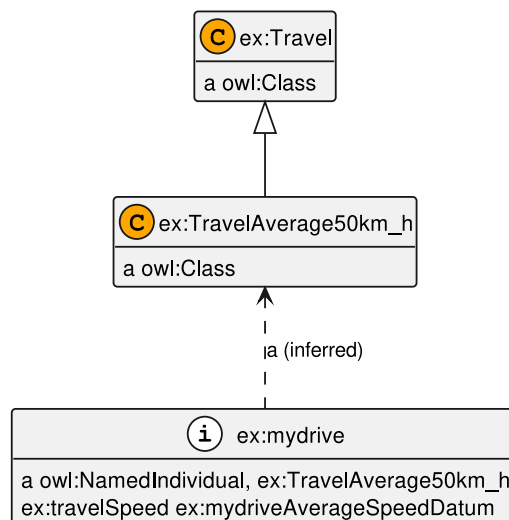 C ex:Travel
a owl:Class
C ex:TravelAverage50km_h
a owl:Class
a (inferred)
i ex:mydrive
a owl:NamedIndividual, ex:TravelAverage50km_h
ex:travelSpeed ex:mydriveAverageSpeedDatum